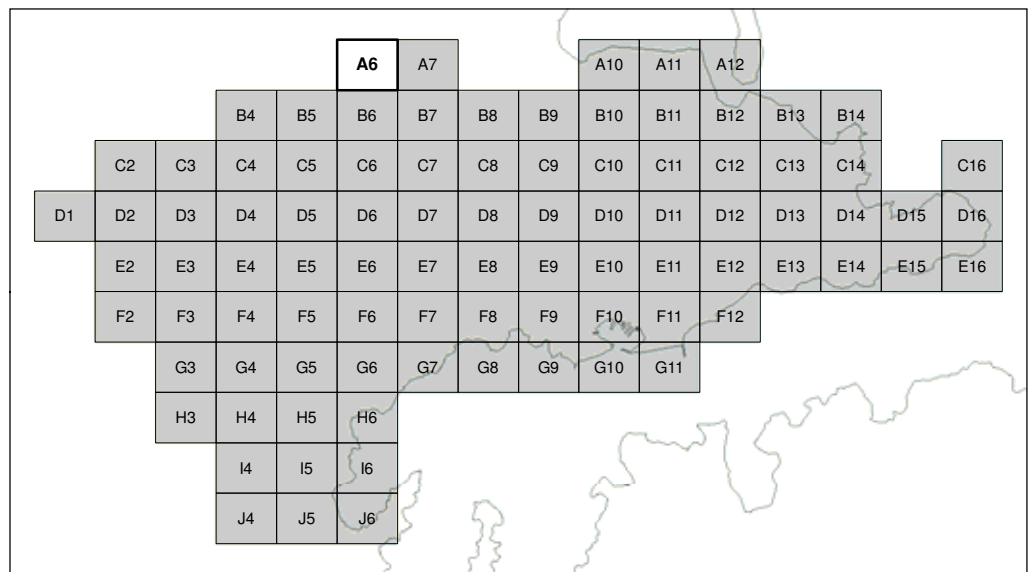 A6 A7 A10 A11 A12
B4 B5 B6 B7 B8 B9 B10 B11 B12 B13 B14
C2 C3 C4 C5 C6 C7 C8 C9 C10 C11 C12 C13 C14 C16
D1 D2 D3 D4 D5 D6 D7 D8 D9 D10 D11 D12 D13 D14 D15 D16
E2 E3 E4 E5 E6 E7 E8 E9 E10 E11 E12 E13 E14 E15 E16
F2 F3 F4 F5 F6 F7 F8 F9 F10 F11 F12
G3 G4 G5 G6 G7 G8 G9 G10 G11
H3 H4 H5 H6
I4 I5 I6
J4 J5 J6